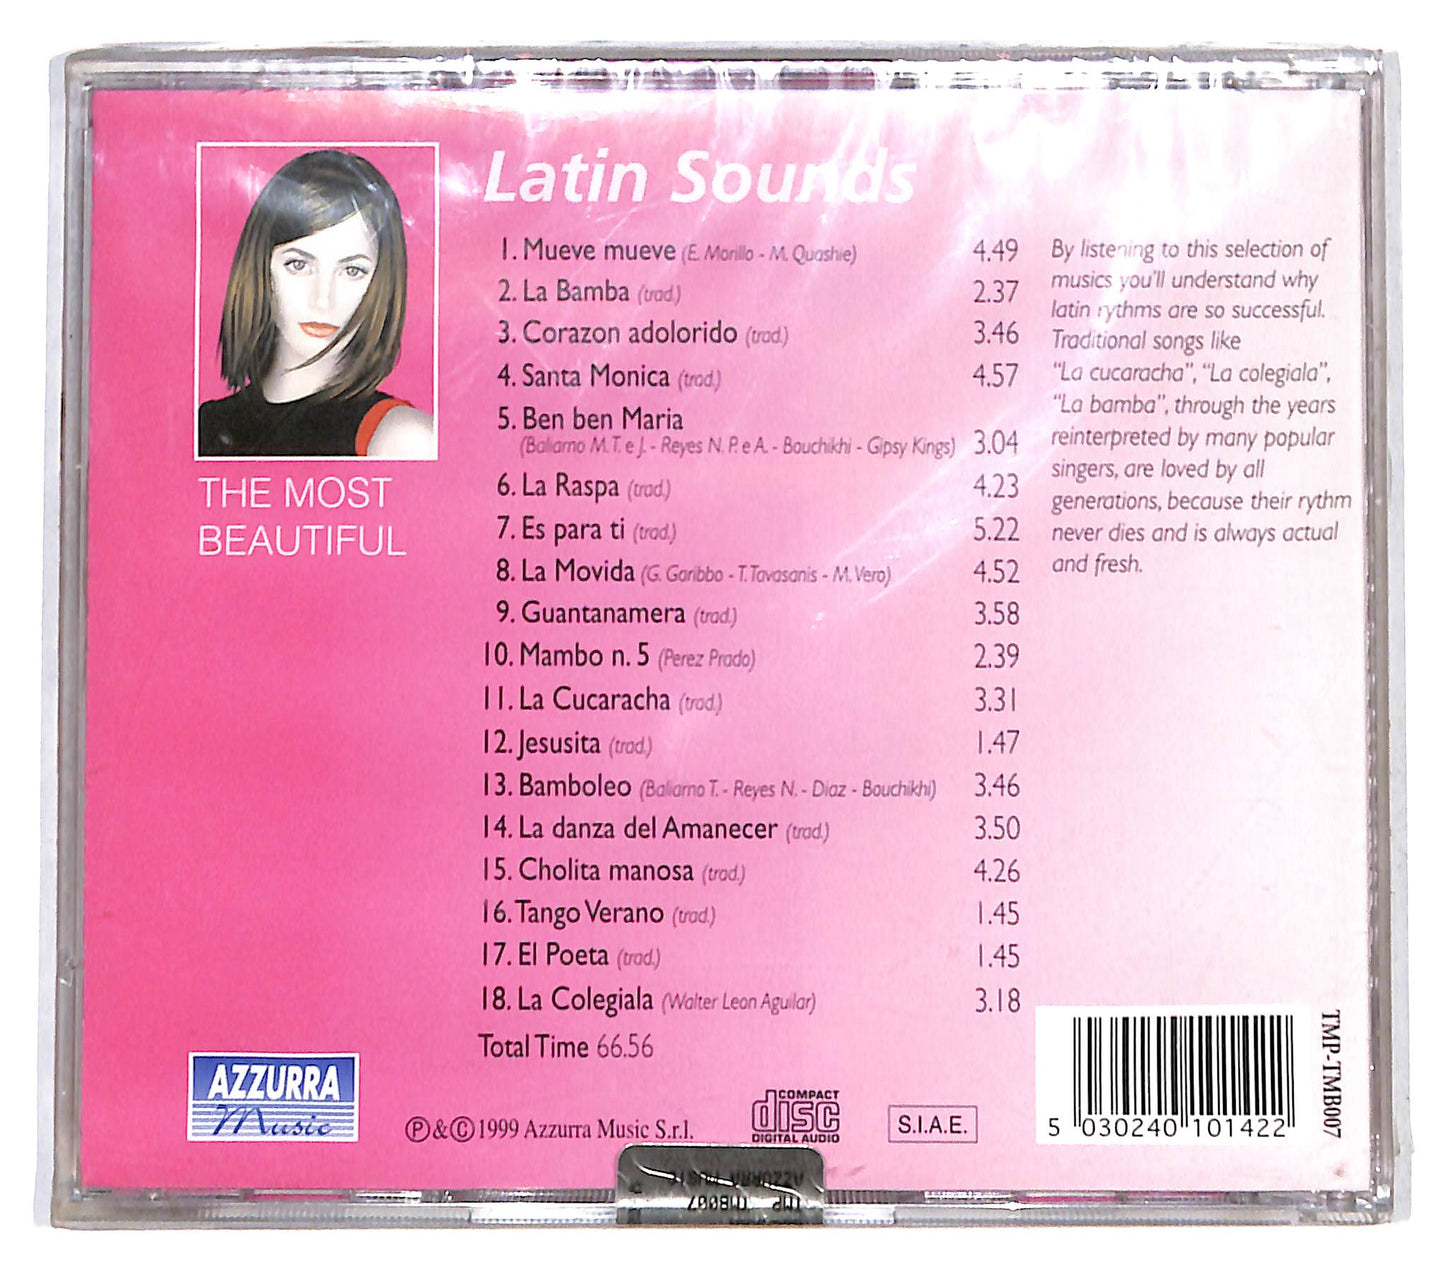 Latin Sounds
THE MOST
BEAUTIFUL
1. Mueve mueve (E. Morillo - M. Quashie) 4.49
2. La Bamba (trad.) 2.37
3. Corazon adolorido (trad.) 3.46
4. Santa Monica (trad.) 4.57
5. Ben ben Maria
(Baliarno M. T. e J. - Reyes N. P. e A. - Bouchikhi - Gipsy Kings) 3.04
6. La Raspa (trad.) 4.23
7. Es para ti (trad.) 5.22
8. La Movida (G. Garibbo - T. Tavasanis - M. Vero) 4.52
9. Guantanamera (trad.) 3.58
10. Mambo n. 5 (Perez Prado) 2.39
11. La Cucaracha (trad.) 3.31
12. Jesusita (trad.) 1.47
13. Bamboleo (Baliarno T. - Reyes N. - Diaz - Bouchikhi) 3.46
14. La danza del Amanecer (trad.) 3.50
15. Cholita manosa (trad.) 4.26
16. Tango Verano (trad.) 1.45
17. El Poeta (trad.) 1.45
18. La Colegiala (Walter Leon Aguilar) 3.18
Total Time 66.56
By listening to this selection of
musics you'll understand why
latin rythms are so successful.
Traditional songs like
"La cucaracha", "La colegiala",
"La bamba", through the years
reinterpreted by many popular
singers, are loved by all
generations, because their rythm
never dies and is always actual
and fresh.
AZZURRA
Music
Ⓟ&©1999 Azzurra Music S.r.l.
COMPACT
disc
DIGITAL AUDIO
S.I.A.E.
5 030240 101422
TMP-TMB007
AZZURRA MUSIC
TMP TMB007